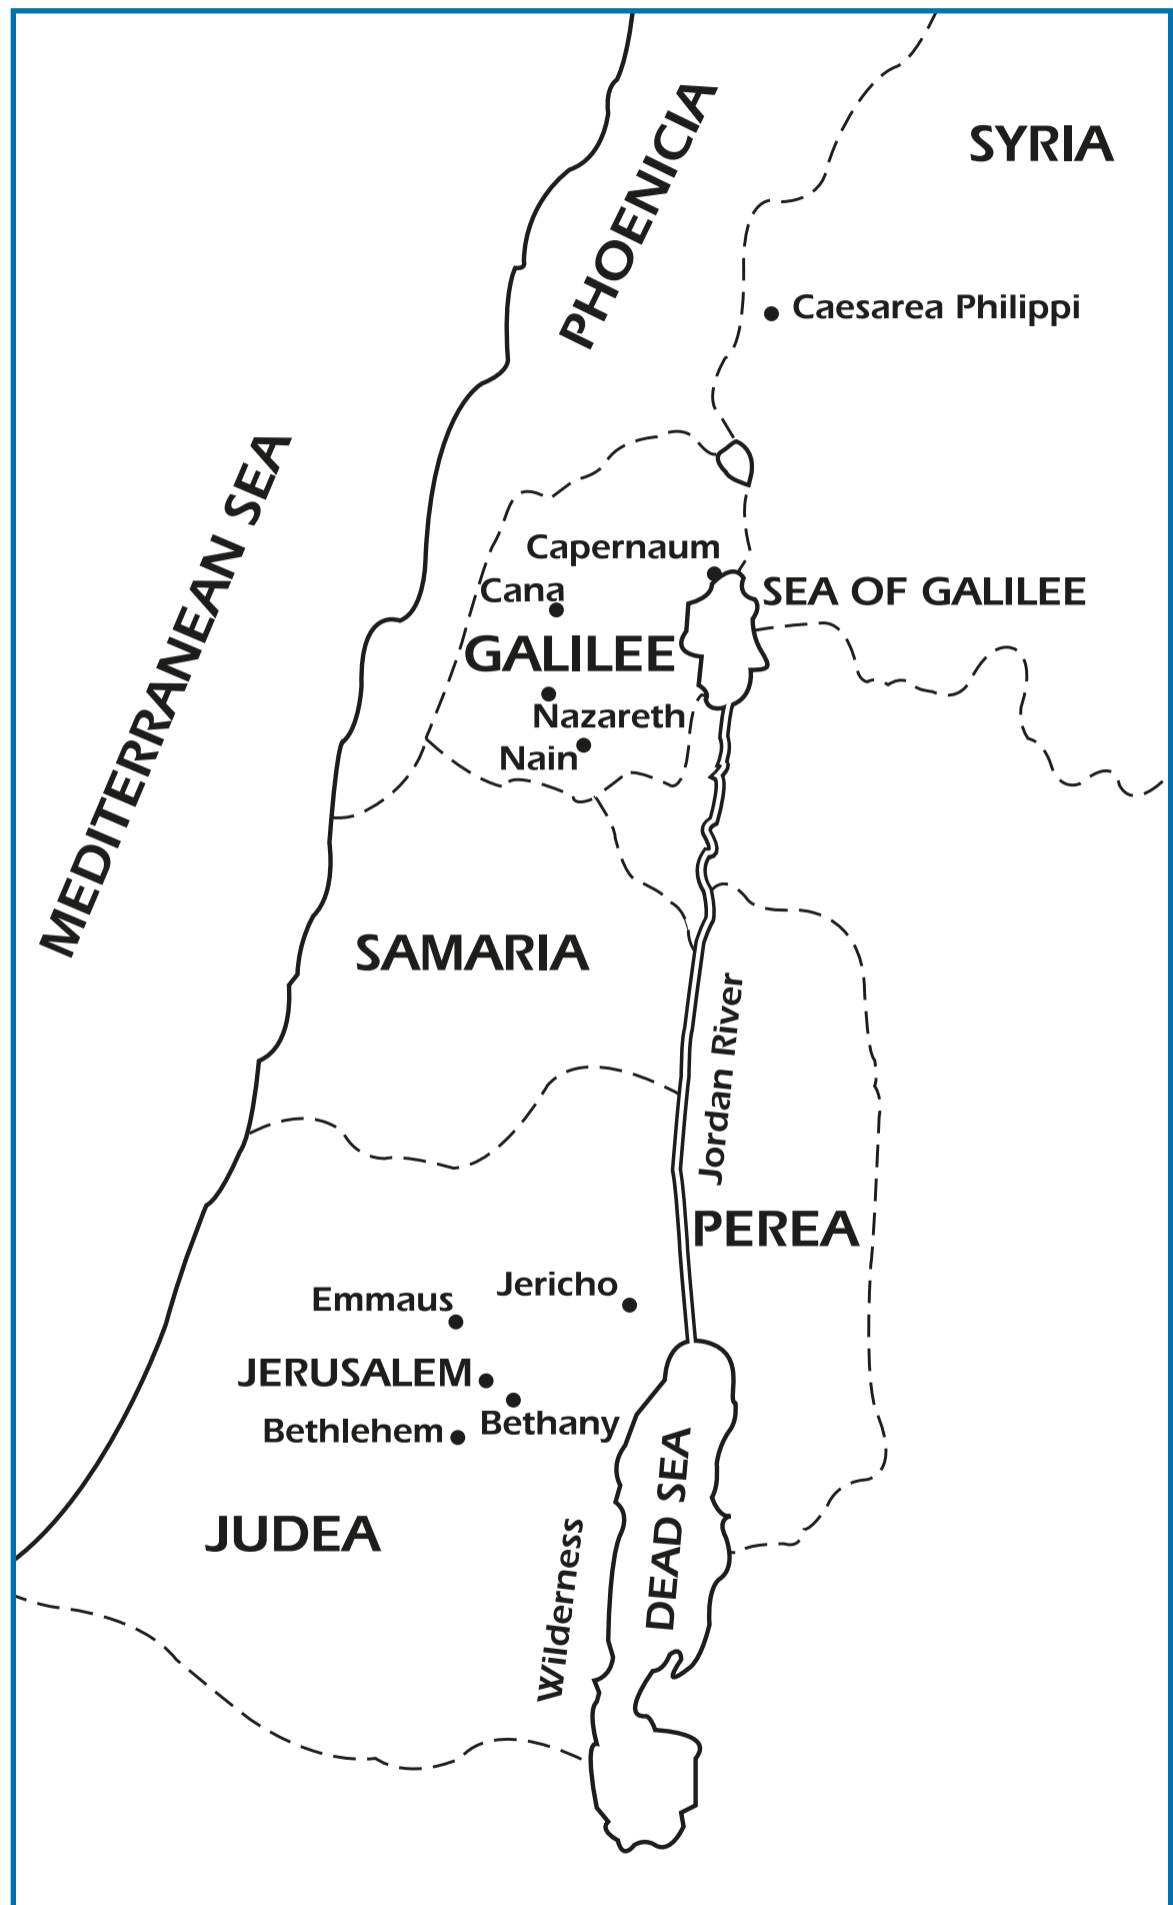 PHOENICIA
SYRIA
Caesarea Philippi
MEDITERRANEAN SEA
Capernaum
Cana
SEA OF GALILEE
GALILEE
Nazareth
Nain
SAMARIA
Jordan River
PEREA
Jericho
Emmaus
JERUSALEM
Bethany
Bethlehem
DEAD SEA
JUDEA
Wilderness